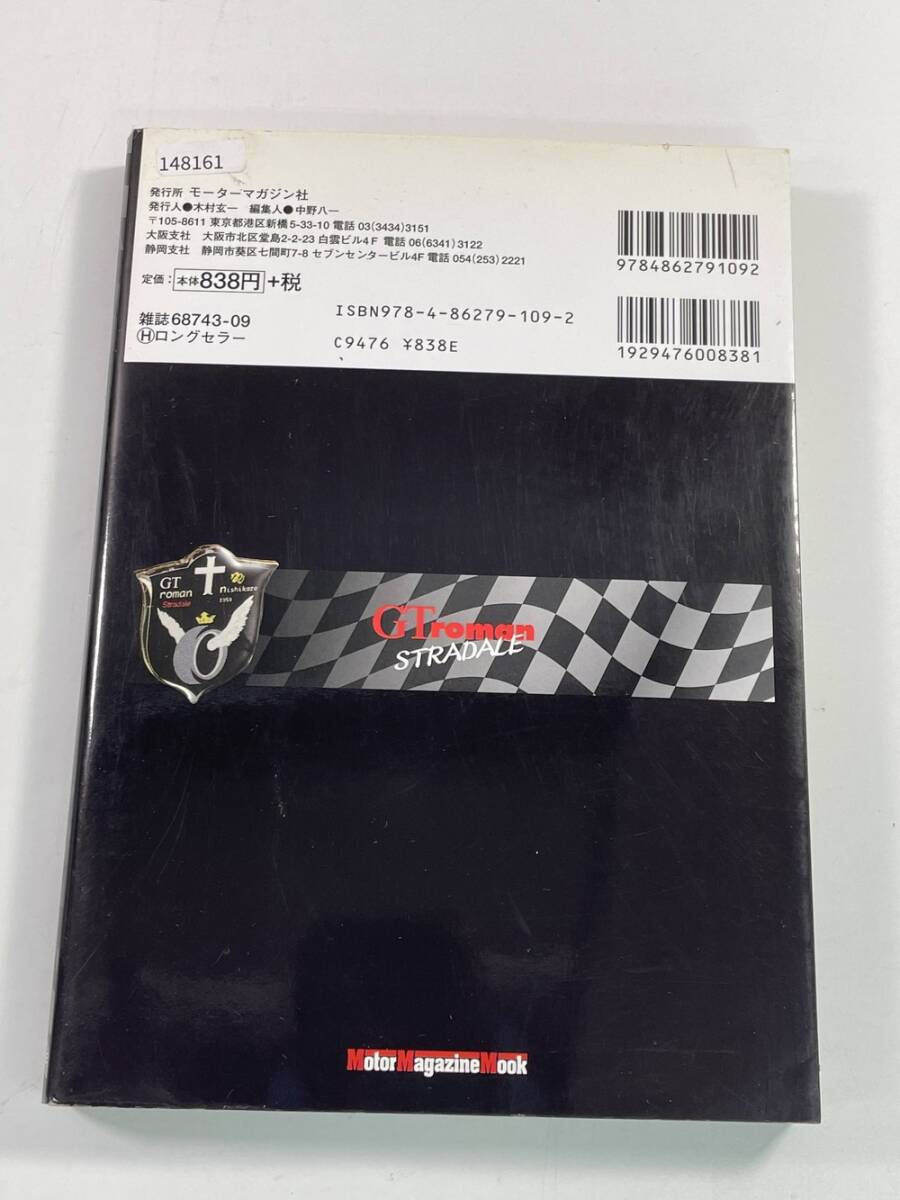 148161
発行所 モーターマガジン社
発行人●木村玄一 編集人●中野八一
〒105-8611 東京都港区新橋5-33-10 電話 03(3434)3151
大阪支社 大阪市北区堂島2-2-23 白雲ビル4F 電話 06(6341)3122
静岡支社 静岡市葵区七間町7-8 セブンセンタービル4F 電話 054(253)2221
定価:本体838円+税
雑誌68743-09
Ⓗロングセラー
ISBN978-4-86279-109-2
C9476 ¥838E
9784862791092
1929476008381
GT
roman
Stradale
nishikaze
1959
GTroman
STRADALE
MotorMagazineMook